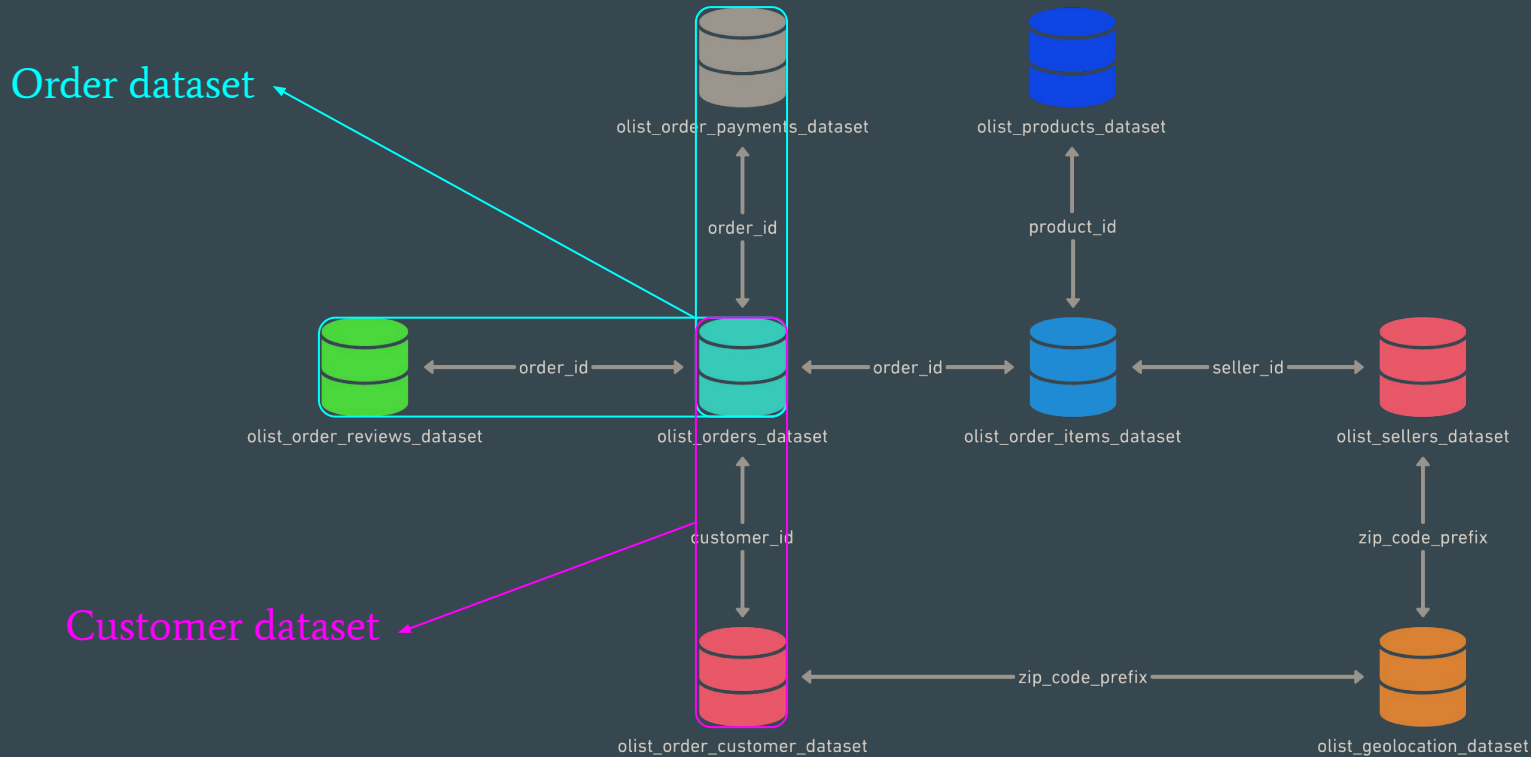 Order dataset
olist_order_payments_dataset
olist_products_dataset
order_id
product_id
order_id
order_id
seller_id
olist_order_reviews_dataset
olist_orders_dataset
olist_order_items_dataset
olist_sellers_dataset
customer_id
zip_code_prefix
Customer dataset
zip_code_prefix
olist_order_customer_dataset
olist_geolocation_dataset